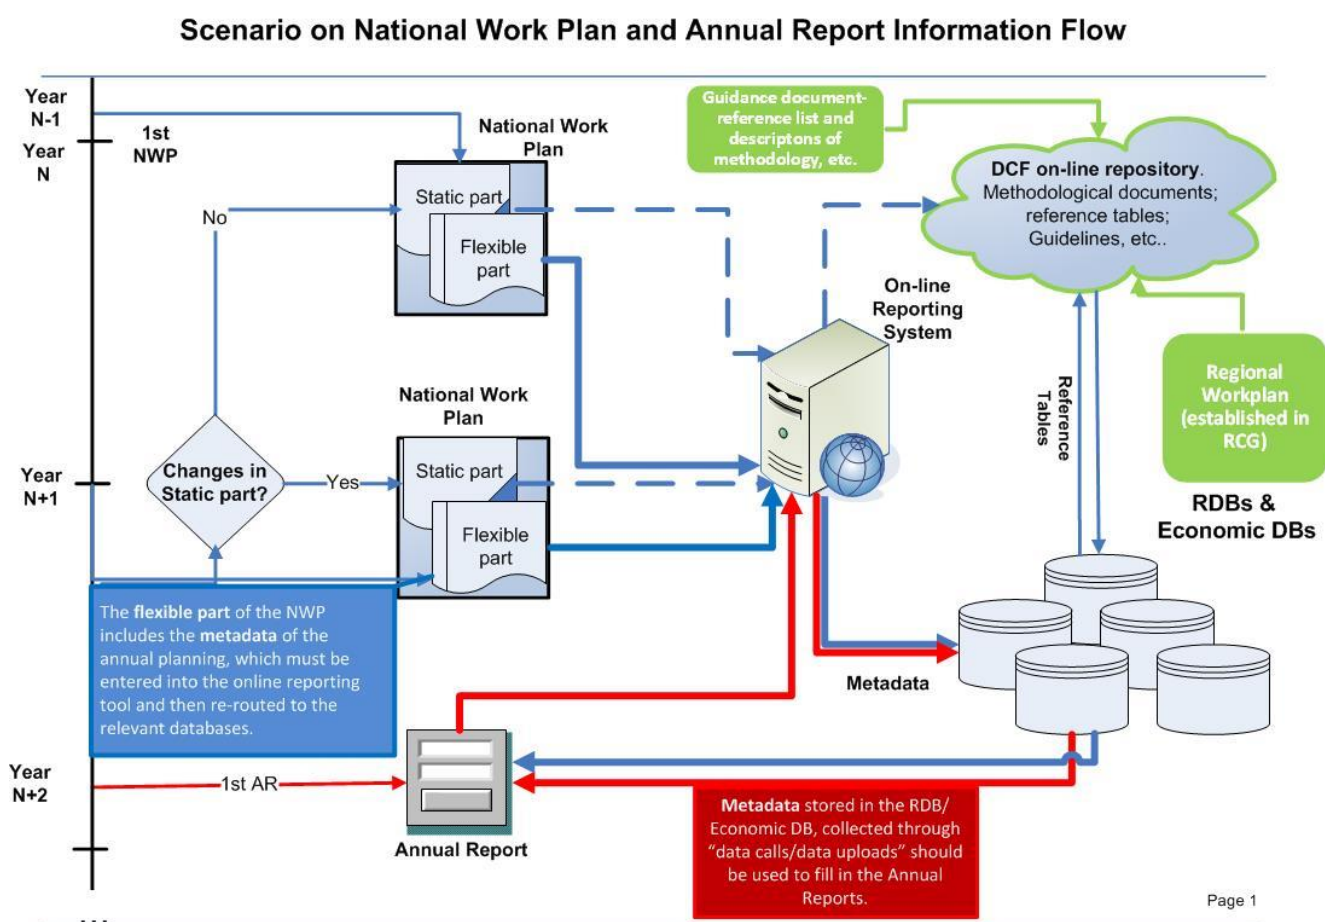 Scenario on National Work Plan and Annual Report Information Flow
Year
N-1
1st
NWP
Year
N
National Work
Plan
Static part
Flexible
part
Guidance document-
reference list and
descriptons of
methodology, etc.
DCF on-line repository.
Methodological documents;
reference tables;
Guidelines, etc..
No
On-line
Reporting
System
Regional
Workplan
(established in
RCG)
Reference
Tables
National Work
Plan
Static part
Flexible
part
Year
N+1
Changes in
Static part?
Yes
RDBs &
Economic DBs
The flexible part of the NWP
includes the metadata of the
annual planning, which must be
entered into the online reporting
tool and then re-routed to the
relevant databases.
Metadata
Year
N+2
1st AR
Annual Report
Metadata stored in the RDB/
Economic DB, collected through
“data calls/data uploads” should
be used to fill in the Annual
Reports.
Page 1